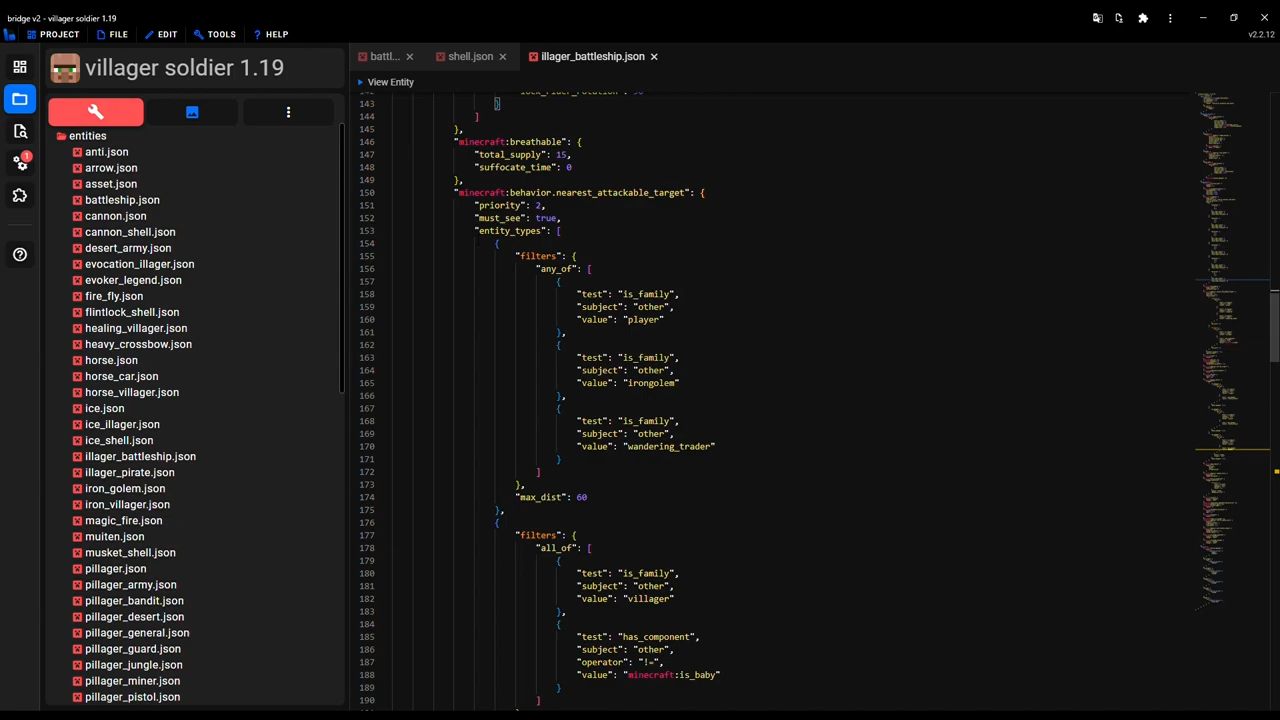 bridge v2 - villager soldier 1.19
PROJECT FILE EDIT TOOLS ? HELP
v2.2.12
villager soldier 1.19
battl... shell.json illager_battleship.json
View Entity
entities
anti.json
arrow.json
asset.json
battleship.json
cannon.json
cannon_shell.json
desert_army.json
evocation_illager.json
evoker_legend.json
fire_fly.json
flintlock_shell.json
healing_villager.json
heavy_crossbow.json
horse.json
horse_car.json
horse_villager.json
ice.json
ice_illager.json
ice_shell.json
illager_battleship.json
illager_pirate.json
iron_golem.json
iron_villager.json
magic_fire.json
muiten.json
musket_shell.json
pillager.json
pillager_army.json
pillager_bandit.json
pillager_desert.json
pillager_general.json
pillager_guard.json
pillager_jungle.json
pillager_miner.json
pillager_pistol.json
143 }
144 ]
145 },
146 "minecraft:breathable": {
147 "total_supply": 15,
148 "suffocate_time": 0
149 },
150 "minecraft:behavior.nearest_attackable_target": {
151 "priority": 2,
152 "must_see": true,
153 "entity_types": [
154 {
155 "filters": {
156 "any_of": [
157 {
158 "test": "is_family",
159 "subject": "other",
160 "value": "player"
161 },
162 {
163 "test": "is_family",
164 "subject": "other",
165 "value": "irongolem"
166 },
167 {
168 "test": "is_family",
169 "subject": "other",
170 "value": "wandering_trader"
171 }
172 ]
173 },
174 "max_dist": 60
175 },
176 {
177 "filters": {
178 "all_of": [
179 {
180 "test": "is_family",
181 "subject": "other",
182 "value": "villager"
183 },
184 {
185 "test": "has_component",
186 "subject": "other",
187 "operator": "!=",
188 "value": "minecraft:is_baby"
189 }
190 ]